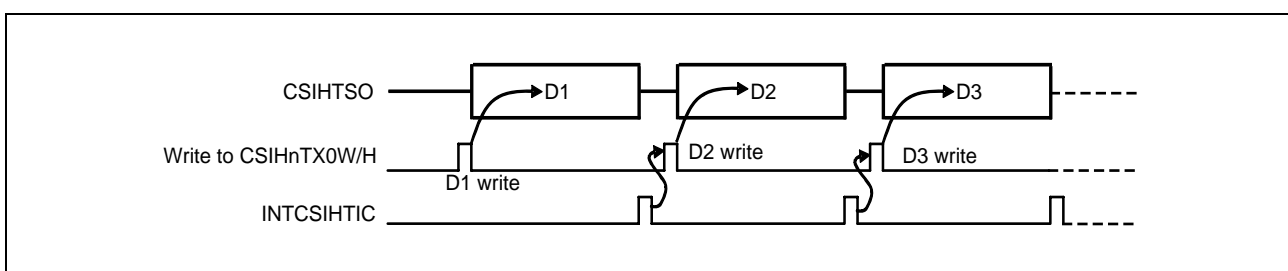 CSIHTSO
D1
D2
D3
Write to CSIHnTX0W/H
D1 write
D2 write
D3 write
INTCSIHTIC